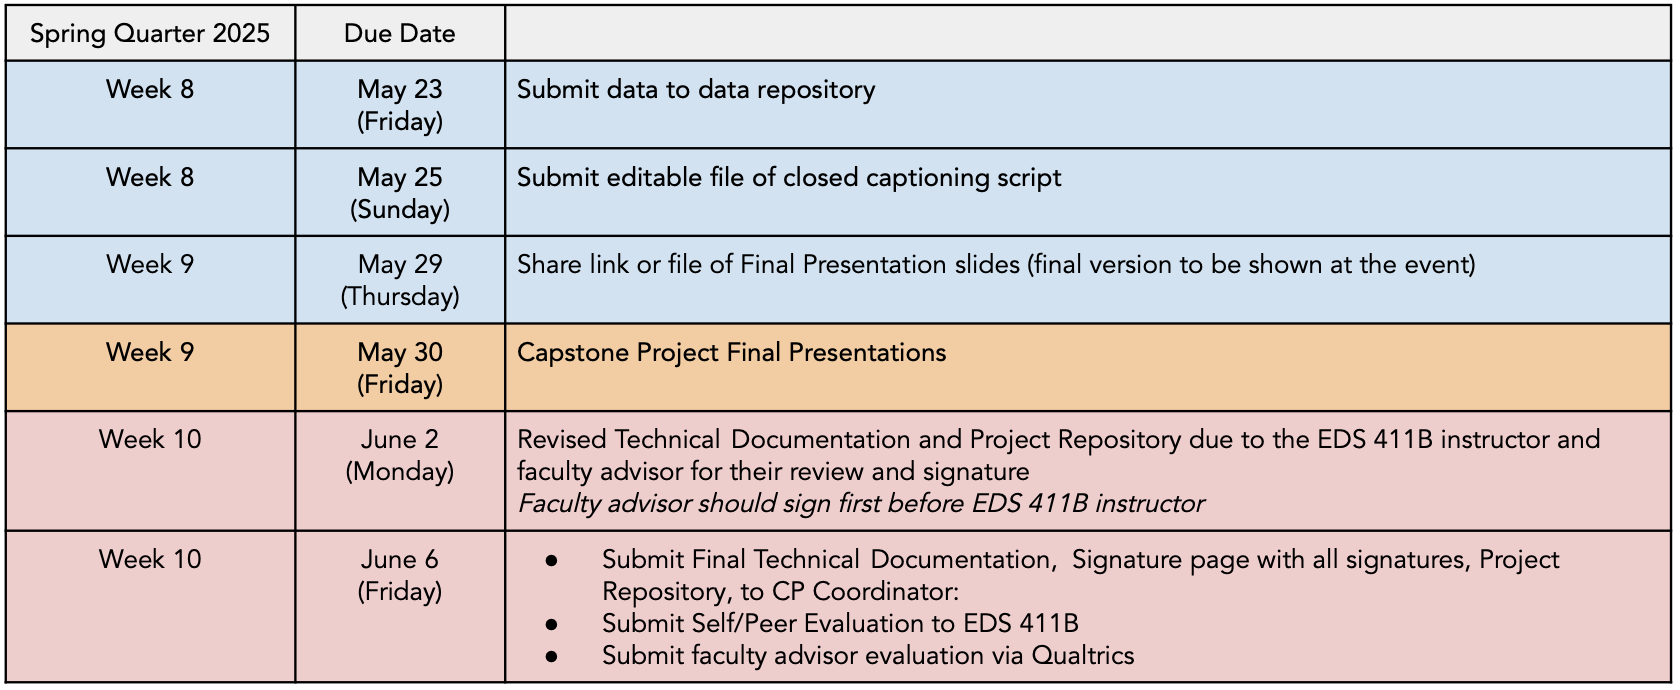 Spring Quarter 2025 Due Date
Week 8 May 23 Submit data to data repository
(Friday)
Week 8 May 25 Submit editable file of closed captioning script
(Sunday)
Week 9 May 29 Share link or file of Final Presentation slides (final version to be shown at the event)
(Thursday)
Week 9 May 30 Capstone Project Final Presentations
(Friday)
Week 10 June 2 Revised Technical Documentation and Project Repository due to the EDS 411B instructor and
(Monday) faculty advisor for their review and signature
Faculty advisor should sign first before EDS 411B instructor
Week 10 June 6 ● Submit Final Technical Documentation, Signature page with all signatures, Project
(Friday) Repository, to CP Coordinator:
● Submit Self/Peer Evaluation to EDS 411B
● Submit faculty advisor evaluation via Qualtrics